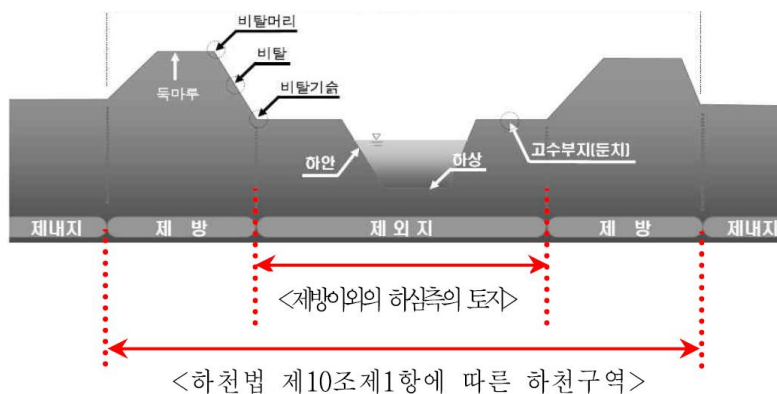 비탈머리
비탈
둑마루
비탈기슭
하안
하상
고수부지(둔치)
제내지
제 방
제 외 지
제 방
제내지
<제방이외의 하심측의 토지>
<하천법 제10조제1항에 따른 하천구역>